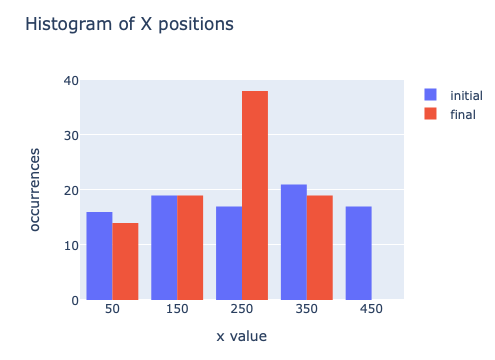 Histogram of X positions
initial
final
occurrences
40
30
20
10
0
50 150 250 350 450
x value